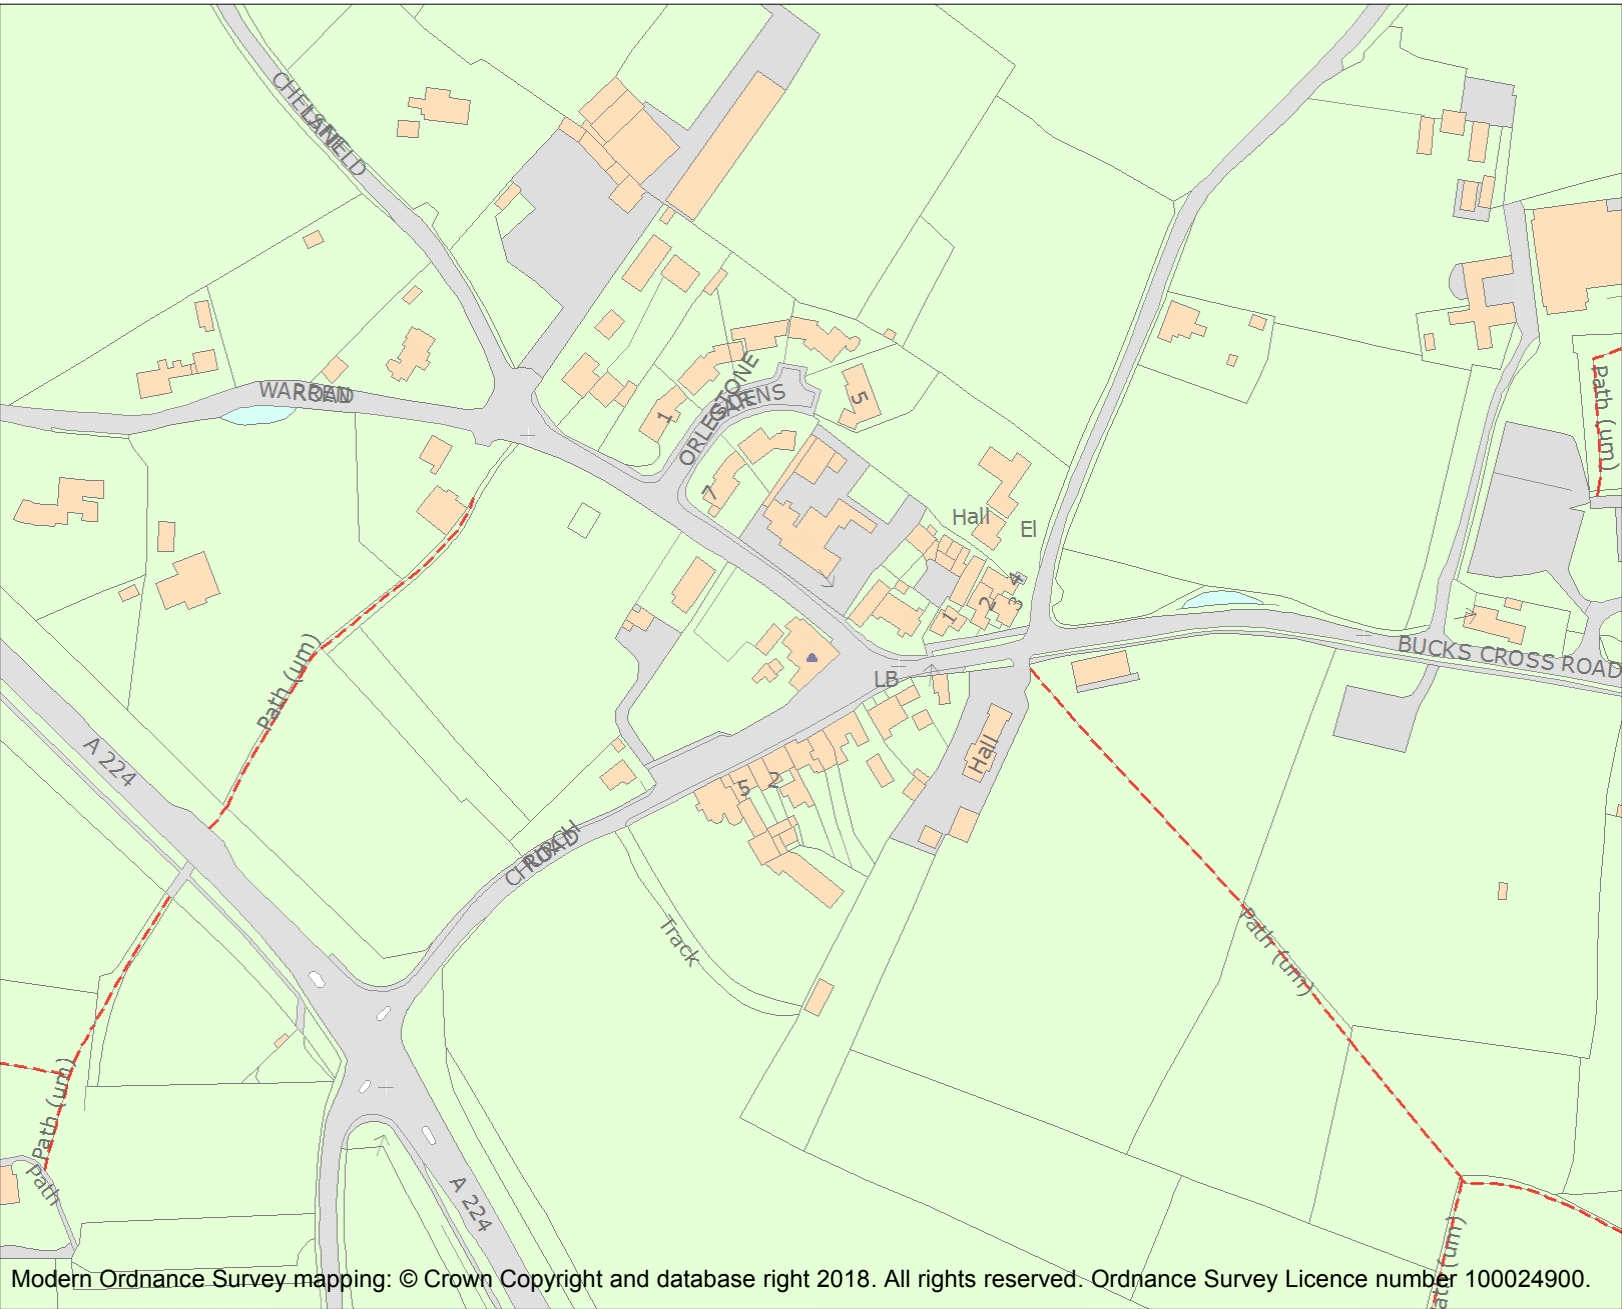 CHELSFIELD
LANE
WARREN
ROAD
ORLESTONE
GARDENS
1
5
7
Hall
El
4
3
2
1
LB
BUCKS CROSS ROAD
Path (um)
Path (um)
A 224
Hall
5
2
CHURCH
ROAD
Track
Path (um)
Path (um)
Path
A 224
Path (um)
Modern Ordnance Survey mapping: © Crown Copyright and database right 2018. All rights reserved. Ordnance Survey Licence number 100024900.